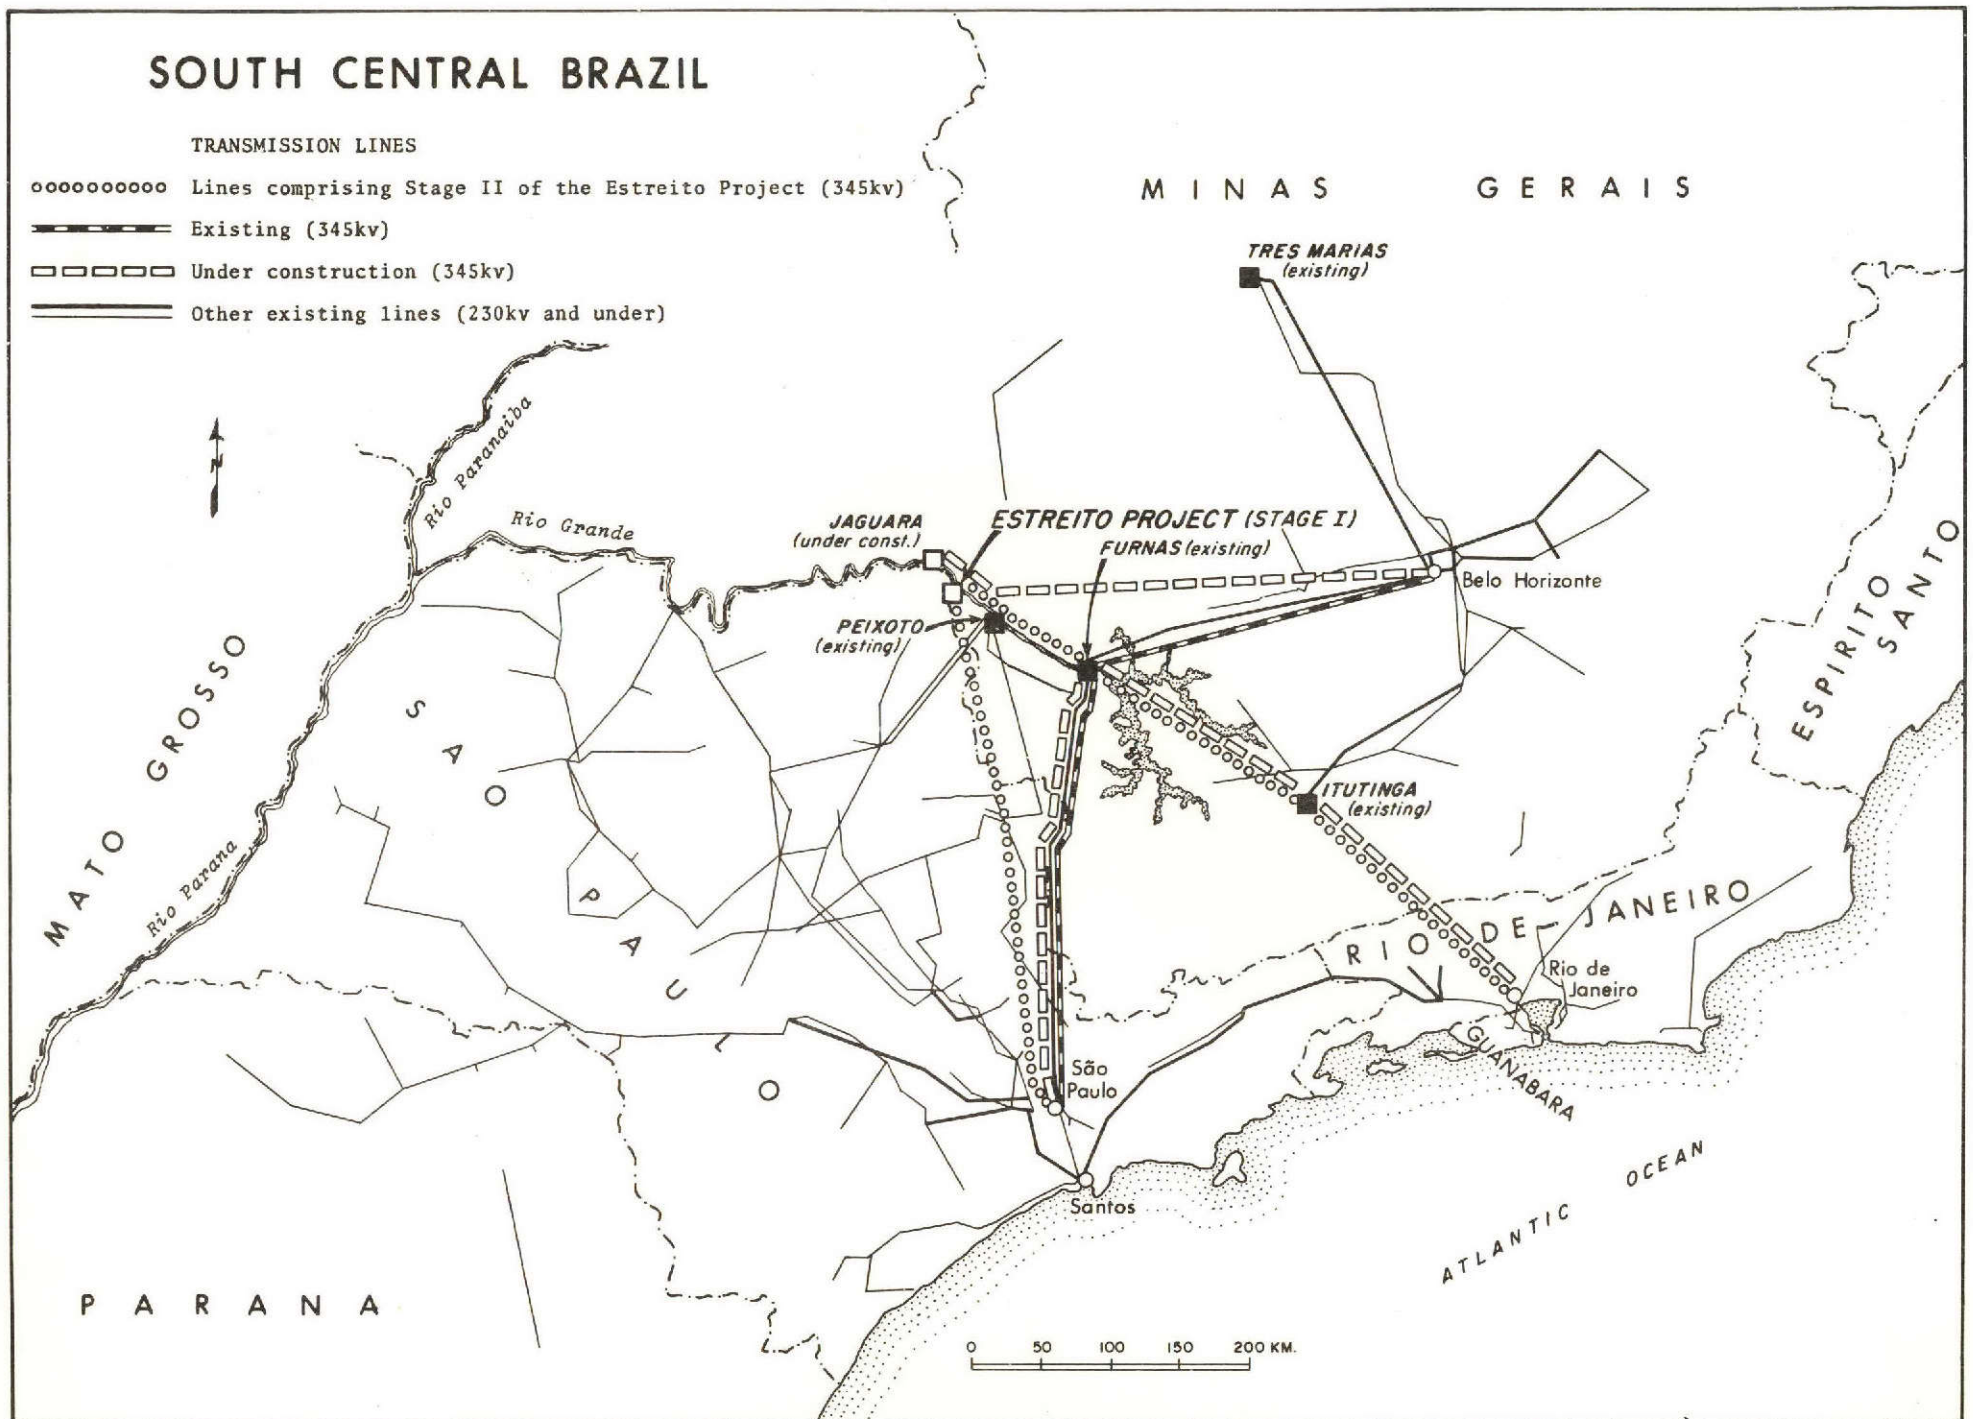 SOUTH CENTRAL BRAZIL
TRANSMISSION LINES
Lines comprising Stage II of the Estreito Project (345kv)
Existing (345kv)
Under construction (345kv)
Other existing lines (230kv and under)
MINAS GERAIS
TRES MARIAS
(existing)
N
Rio Paranaiba
Rio Grande
JAGUARA
(under const.)
ESTREITO PROJECT (STAGE I)
FURNAS (existing)
Belo Horizonte
PEIXOTO
(existing)
ESPIRITO
SANTO
MATO GROSSO
SAO PAULO
Rio Parana
ITUTINGA
(existing)
RIO DE JANEIRO
Rio de
Janeiro
GUANABARA
São
Paulo
Santos
ATLANTIC OCEAN
PARANA
0 50 100 150 200 KM.